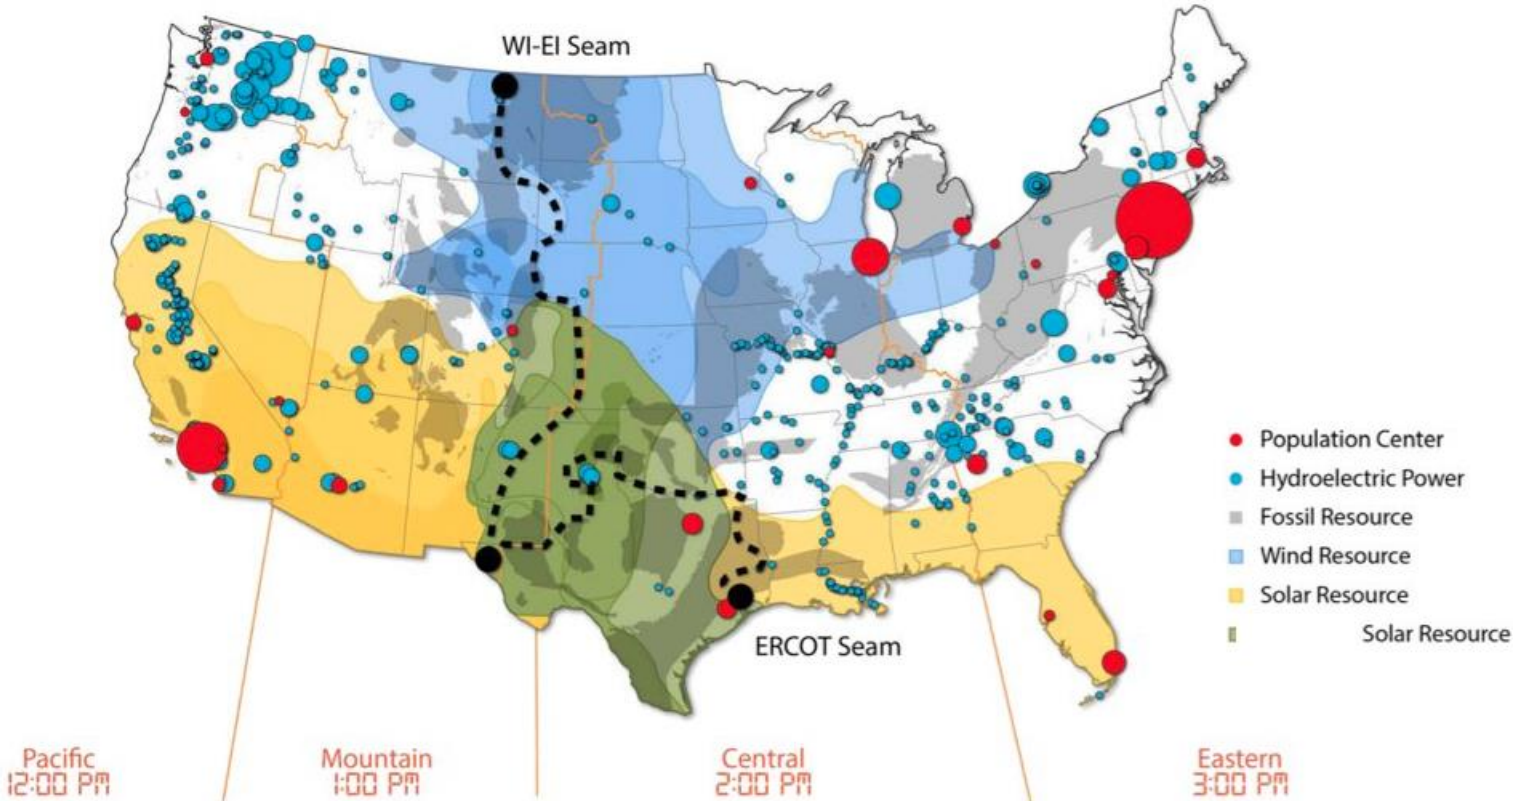 WI-EI Seam
Population Center
Hydroelectric Power
Fossil Resource
Wind Resource
Solar Resource
Solar Resource
ERCOT Seam
Pacific
12:00 PM
Mountain
1:00 PM
Central
2:00 PM
Eastern
3:00 PM